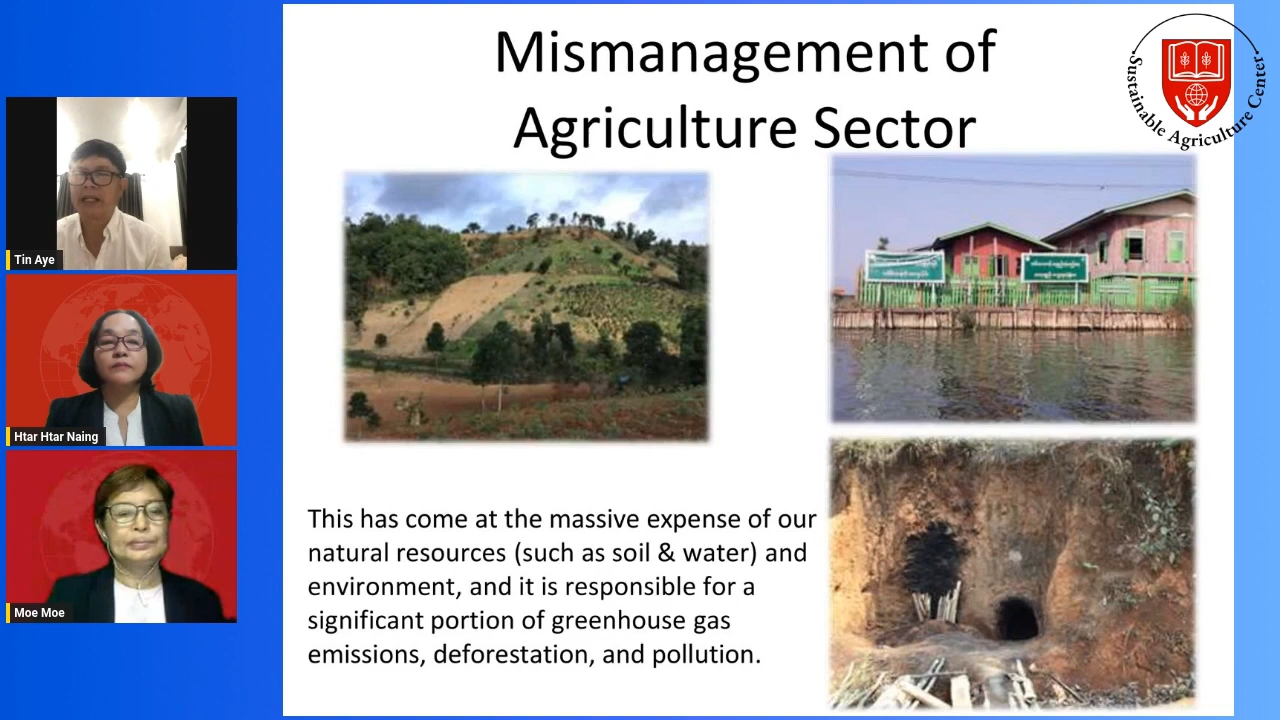 Mismanagement of
Agriculture Sector
Sustainable Agriculture Center
Tin Aye
Htar Htar Naing
Moe Moe
This has come at the massive expense of our
natural resources (such as soil & water) and
environment, and it is responsible for a
significant portion of greenhouse gas
emissions, deforestation, and pollution.